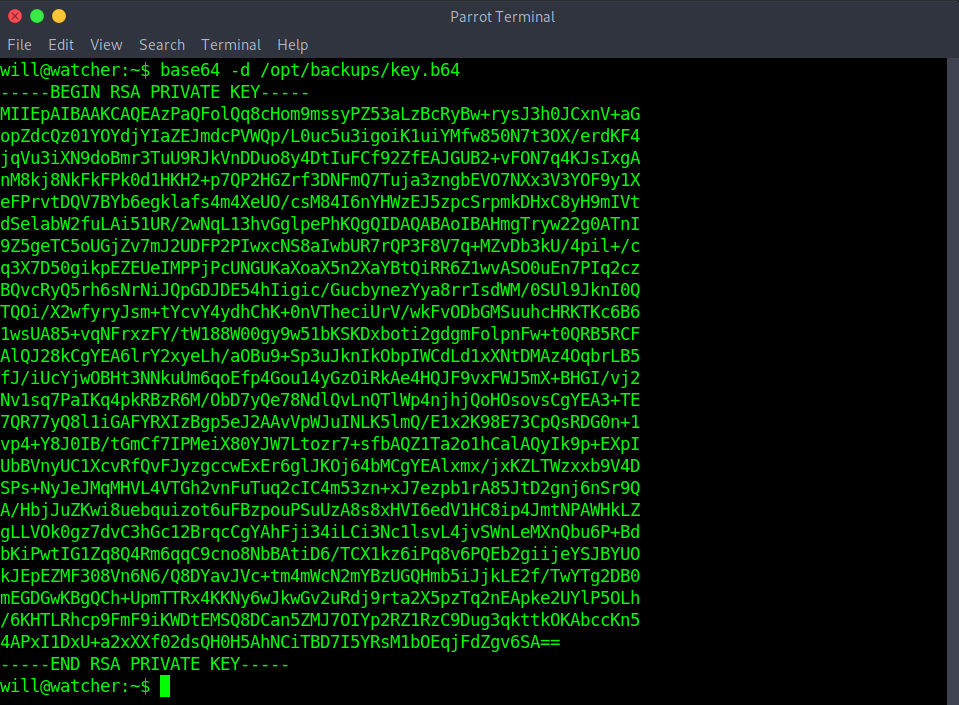 Parrot Terminal
File Edit View Search Terminal Help
will@watcher:~$ base64 -d /opt/backups/key.b64
-----BEGIN RSA PRIVATE KEY-----
MIIEpAIBAAKCAQEAzPaQFolQq8cHom9mssyPZ53aLzBcRyBw+rysJ3h0JCxnV+aG
opZdcQz01YOYdjYIaZEJmdcPVWQp/L0uc5u3igoiK1uiYMfw850N7t3OX/erdKF4
jqVu3iXN9doBmr3TuU9RJkVnDDuo8y4DtIuFCf92ZfEAJGUB2+vFON7q4KJsIxgA
nM8kj8NkFkFPk0d1HKH2+p7QP2HGZrf3DNFmQ7Tuja3zngbEVO7NXx3V3YOF9y1X
eFPrvtDQV7BYb6egklafs4m4XeUO/csM84I6nYHWzEJ5zpcSrpmkDHxC8yH9mIVt
dSelabW2fuLAi51UR/2wNqL13hvGglpePhKQgQIDAQABAoIBAHmgTryw22g0ATnI
9Z5geTC5oUGjZv7mJ2UDFP2PIwxcNS8aIwbUR7rQP3F8V7q+MZvDb3kU/4pil+/c
q3X7D50gikpEZEUeIMPPjPcUNGUKaXoaX5n2XaYBtQiRR6Z1wvASO0uEn7PIq2cz
BQvcRyQ5rh6sNrNiJQpGDJDE54hIigic/GucbynezYya8rrIsdWM/0SUl9JknI0Q
TQOi/X2wfyryJsm+tYcvY4ydhChK+0nVTheciUrV/wkFvODbGMSuuhcHRKTKc6B6
1wsUA85+vqNFrxzFY/tW188W00gy9w51bKSKDxboti2gdgmFolpnFw+t0QRB5RCF
AlQJ28kCgYEA6lrY2xyeLh/aOBu9+Sp3uJknIkObpIWCdLd1xXNtDMAz4OqbrLB5
fJ/iUcYjwOBHt3NNkuUm6qoEfp4Gou14yGzOiRkAe4HQJF9vxFWJ5mX+BHGI/vj2
Nv1sq7PaIKq4pkRBzR6M/ObD7yQe78NdlQvLnQTlWp4njhjQoHOsovsCgYEA3+TE
7QR77yQ8l1iGAFYRXIzBgp5eJ2AAvVpWJuINLK5lmQ/E1x2K98E73CpQsRDG0n+1
vp4+Y8J0IB/tGmCf7IPMeiX80YJW7Ltozr7+sfbAQZ1Ta2o1hCalAQyIk9p+EXpI
UbBVnyUC1XcvRfQvFJyzgccwExEr6glJKOj64bMCgYEAlxmx/jxKZLTWzxxb9V4D
SPs+NyJeJMqMHVL4VTGh2vnFuTuq2cIC4m53zn+xJ7ezpb1rA85JtD2gnj6nSr9Q
A/HbjJuZKwi8uebquizot6uFBzpouPSuUzA8s8xHVI6edV1HC8ip4JmtNPAWHkLZ
gLLVOk0gz7dvC3hGc12BrqcCgYAhFji34iLCi3Nc1lsvL4jvSWnLeMXnQbu6P+Bd
bKiPwtIG1Zq8Q4Rm6qqC9cno8NbBAtiD6/TCX1kz6iPq8v6PQEb2giijeYSJBYUO
kJEpEZMF308Vn6N6/Q8DYavJVc+tm4mWcN2mYBzUGQHmb5iJjkLE2f/TwYTg2DB0
mEGDGwKBgQCh+UpmTTRx4KKNy6wJkwGv2uRdj9rta2X5pzTq2nEApke2UYlP5OLh
/6KHTLRhcp9FmF9iKWDtEMSQ8DCan5ZMJ7OIYp2RZ1RzC9Dug3qkttkOKAbccKn5
4APxI1DxU+a2xXXf02dsQH0H5AhNCiTBD7I5YRsM1bOEqjFdZgv6SA==
-----END RSA PRIVATE KEY-----
will@watcher:~$